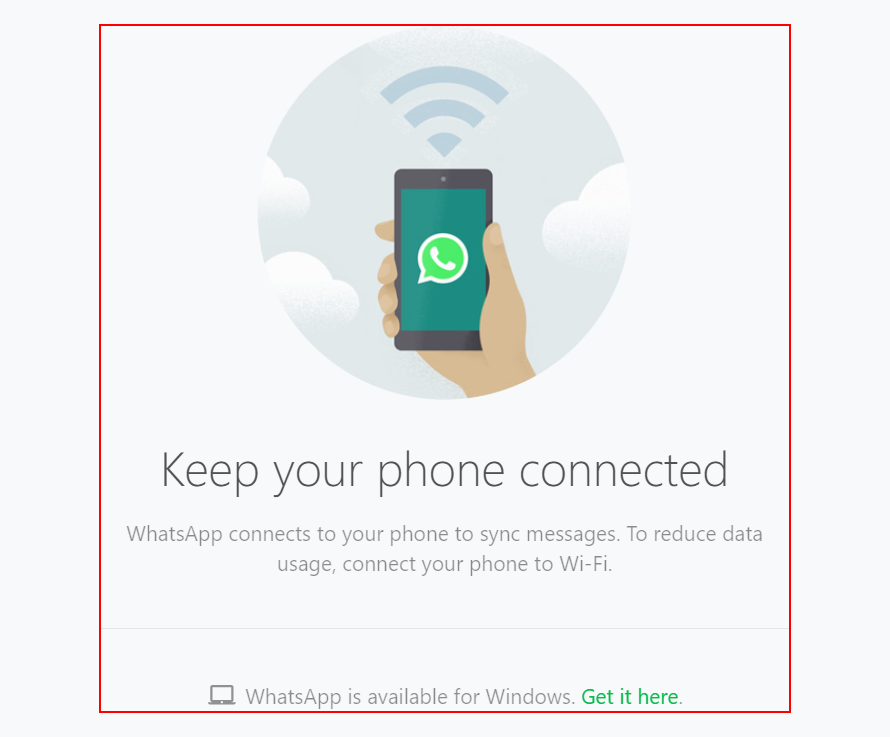 Keep your phone connected
WhatsApp connects to your phone to sync messages. To reduce data
usage, connect your phone to Wi-Fi.
WhatsApp is available for Windows. Get it here.